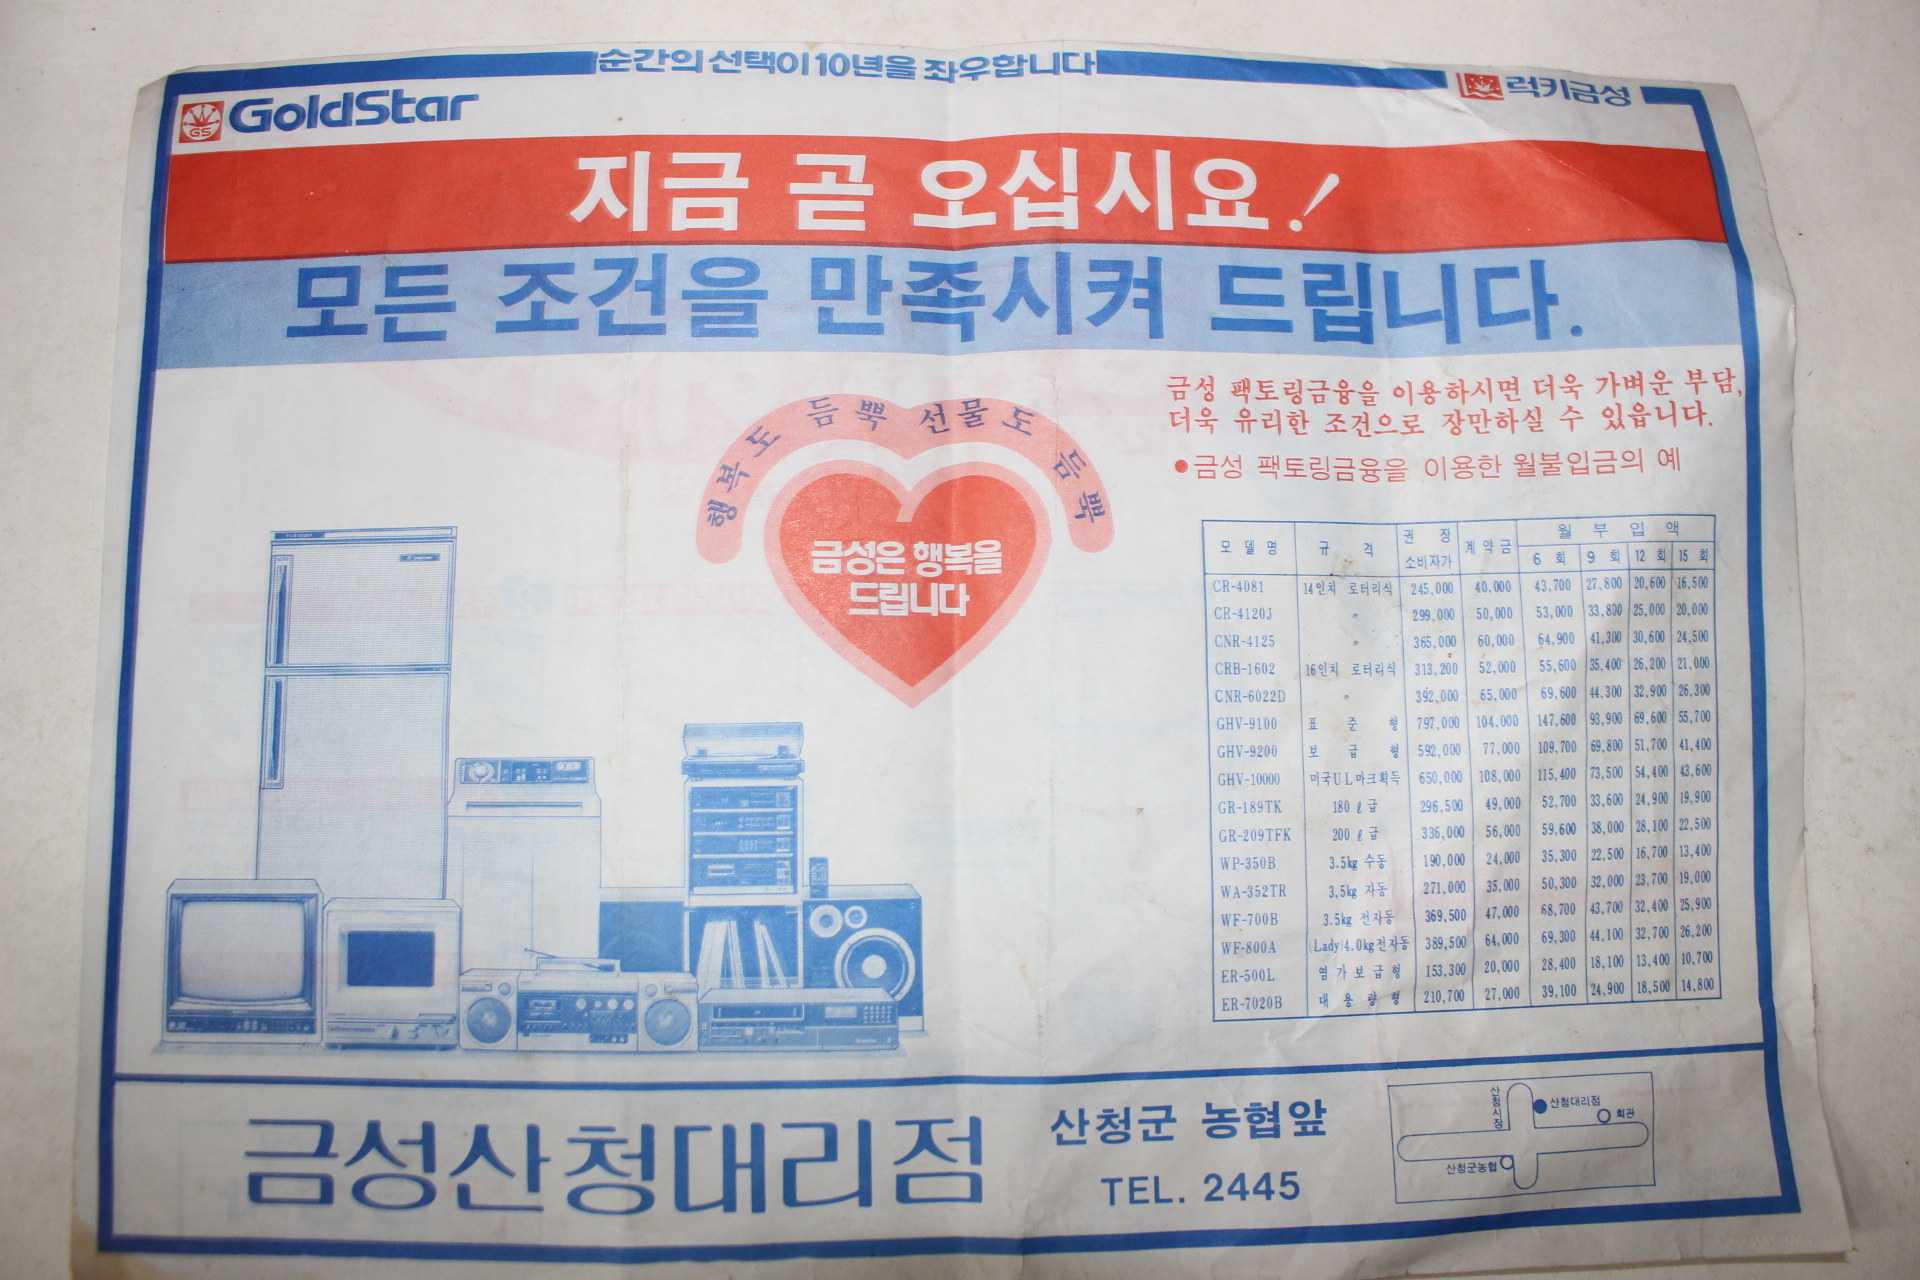 순간의 선택이 10년을 좌우합니다
GS GoldStar
럭키금성
지금 곧 오십시요!
모든 조건을 만족시켜 드립니다.
금성 팩토링금융을 이용하시면 더욱 가벼운 부담,
더욱 유리한 조건으로 장만하실 수 있읍니다.
●금성 팩토링금융을 이용한 월불입금의 예
행복도 듬뿍 선물도 듬뿍
금성은 행복을
드립니다
모델명 규격 권장소비자가 계약금 월부입액
6회 9회 12회 15회
CR-4081 14인치 로터리식 245,000 40,000 43,700 27,800 20,600 16,500
CR-4120J 〃 299,000 50,000 53,000 33,800 25,000 20,000
CNR-4125 〃 365,000 60,000 64,900 41,300 30,600 24,500
CRB-1602 16인치 로터리식 313,200 52,000 55,600 35,400 26,200 21,000
CNR-6022D 〃 392,000 65,000 69,600 44,300 32,900 26,300
GHV-9100 표준형 797,000 104,000 147,600 93,900 69,600 55,700
GHV-9200 보급형 592,000 77,000 109,700 69,800 51,700 41,400
GHV-10000 미국UL마크획득 650,000 108,000 115,400 73,500 54,400 43,600
GR-189TK 180ℓ급 296,500 49,000 52,700 33,600 24,900 19,900
GR-209TFK 200ℓ급 336,000 56,000 59,600 38,000 28,100 22,500
WP-350B 3.5kg 수동 190,000 24,000 35,300 22,500 16,700 13,400
WA-352TR 3.5kg 자동 271,000 35,000 50,300 32,000 23,700 19,000
WF-700B 3.5kg 전자동 369,500 47,000 68,700 43,700 32,400 25,900
WF-800A (Lady)4.0kg전자동 389,500 64,000 69,300 44,100 32,700 26,200
ER-500L 염가보급형 153,300 20,000 28,400 18,100 13,400 10,700
ER-7020B 대용량형 210,700 27,000 39,100 24,900 18,500 14,800
금성산청대리점
산청군 농협앞
TEL. 2445
산청시장
산청대리점
회관
산청군농협